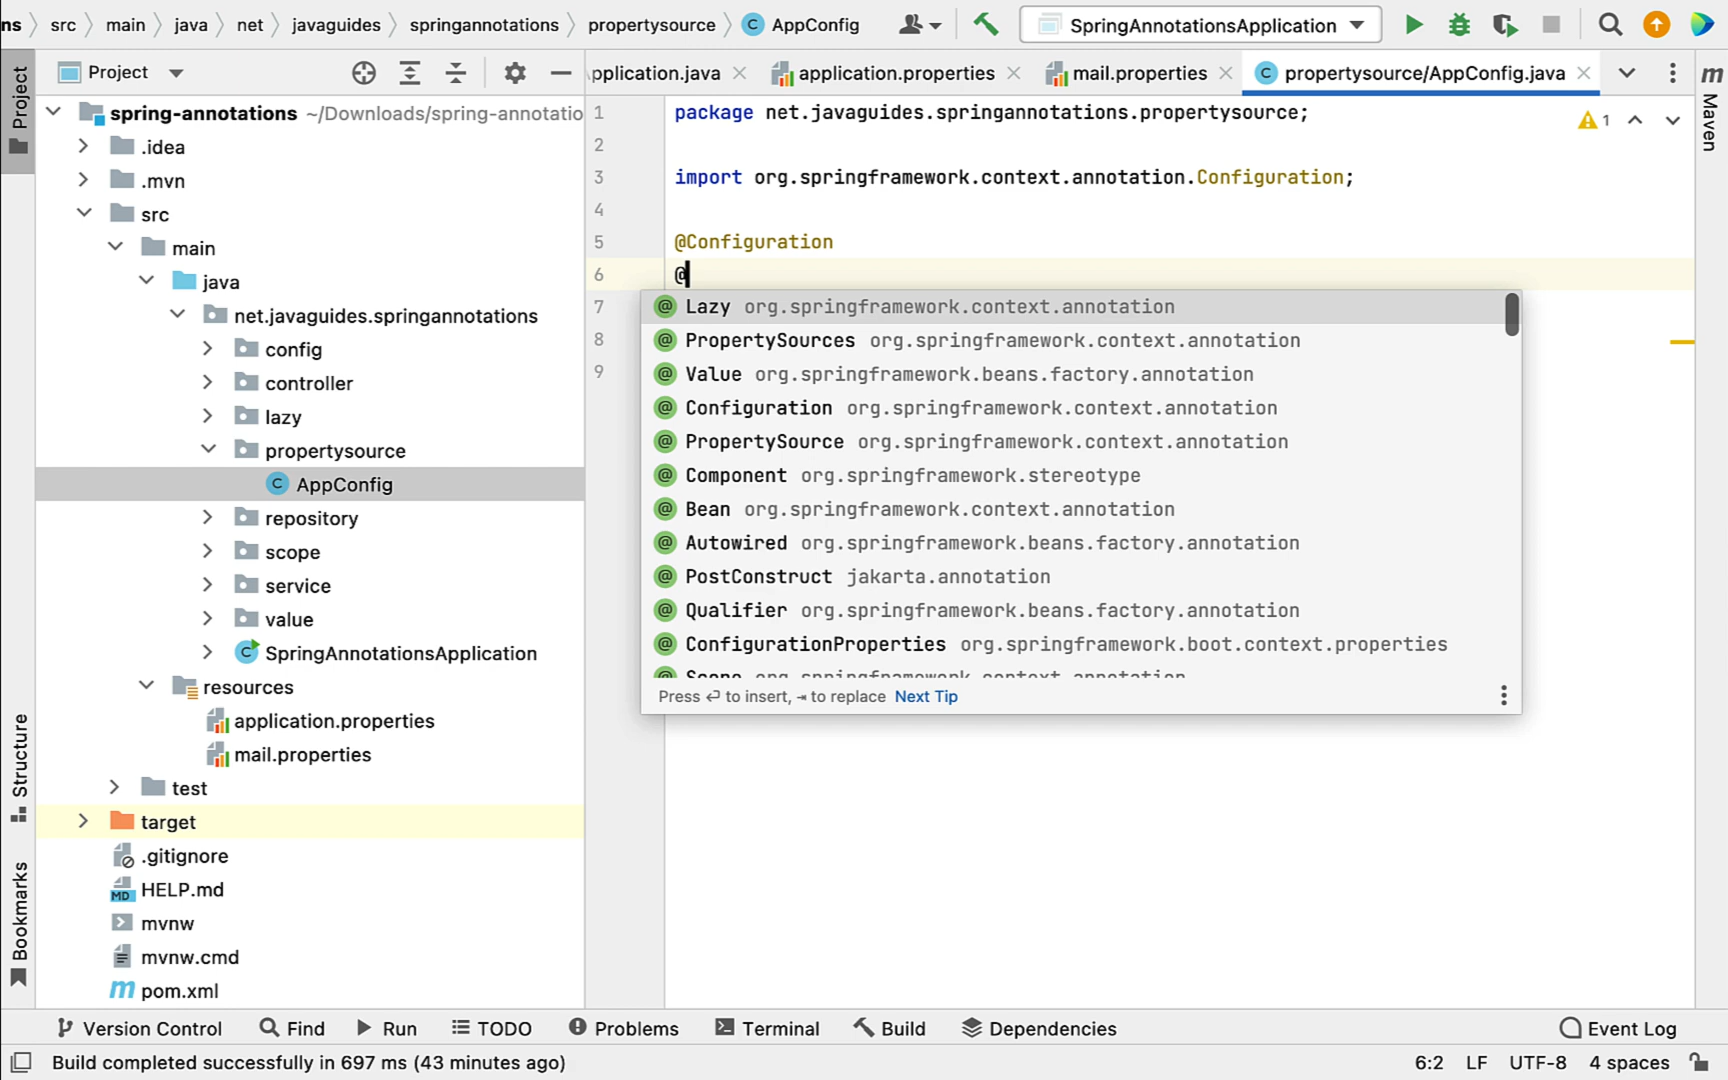 ns src main java net javaguides springannotations propertysource AppConfig SpringAnnotationsApplication
Project
pplication.java application.properties mail.properties propertysource/AppConfig.java
Project
Maven
Structure
Bookmarks
spring-annotations ~/Downloads/spring-annotatio
.idea
.mvn
src
main
java
net.javaguides.springannotations
config
controller
lazy
propertysource
AppConfig
repository
scope
service
value
SpringAnnotationsApplication
resources
application.properties
mail.properties
test
target
.gitignore
HELP.md
mvnw
mvnw.cmd
pom.xml
1 package net.javaguides.springannotations.propertysource;
1
2
3 import org.springframework.context.annotation.Configuration;
4
5 @Configuration
6 @
7
8
9
@ Lazy org.springframework.context.annotation
@ PropertySources org.springframework.context.annotation
@ Value org.springframework.beans.factory.annotation
@ Configuration org.springframework.context.annotation
@ PropertySource org.springframework.context.annotation
@ Component org.springframework.stereotype
@ Bean org.springframework.context.annotation
@ Autowired org.springframework.beans.factory.annotation
@ PostConstruct jakarta.annotation
@ Qualifier org.springframework.beans.factory.annotation
@ ConfigurationProperties org.springframework.boot.context.properties
@ Scope org.springframework.context.annotation
Press ↵ to insert, ⇥ to replace Next Tip
Version Control Find Run TODO Problems Terminal Build Dependencies Event Log
Build completed successfully in 697 ms (43 minutes ago) 6:2 LF UTF-8 4 spaces